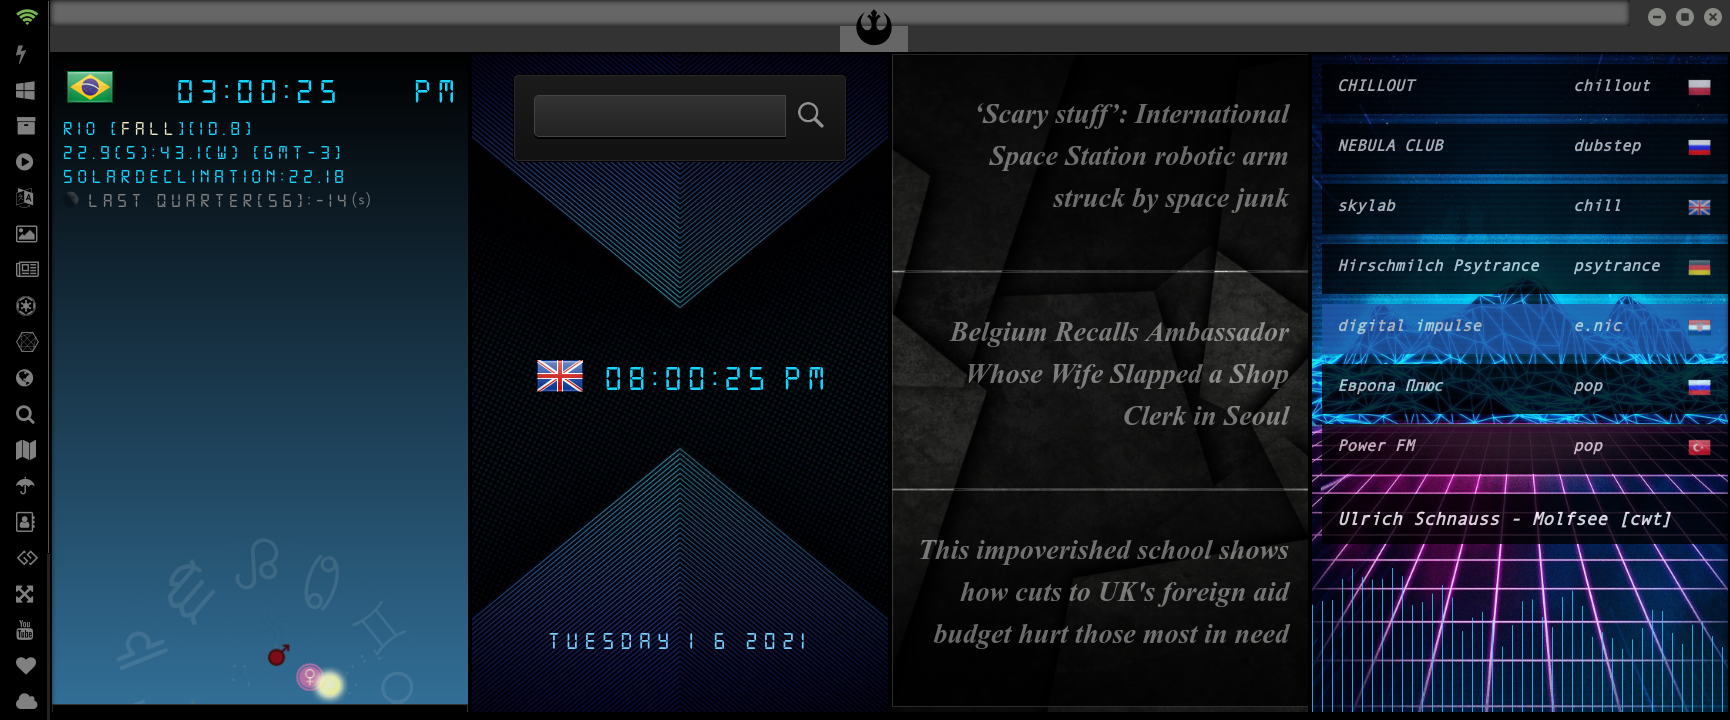 03:00:25 PM
RIO [FALL][10.8]
22.9(S):43.1(W) [GMT-3]
SOLARDECLINATION:22.18
LAST QUARTER[56]:-14(s)
08:00:25 PM
TUESDAY 1 6 2021
‘Scary stuff’: International
Space Station robotic arm
struck by space junk
Belgium Recalls Ambassador
Whose Wife Slapped a Shop
Clerk in Seoul
This impoverished school shows
how cuts to UK's foreign aid
budget hurt those most in need
CHILLOUT chillout
NEBULA CLUB dubstep
skylab chill
Hirschmilch Psytrance psytrance
digital impulse e.nic
Европа Плюс pop
Power FM pop
Ulrich Schnauss - Molfsee [cwt]
You
Tube